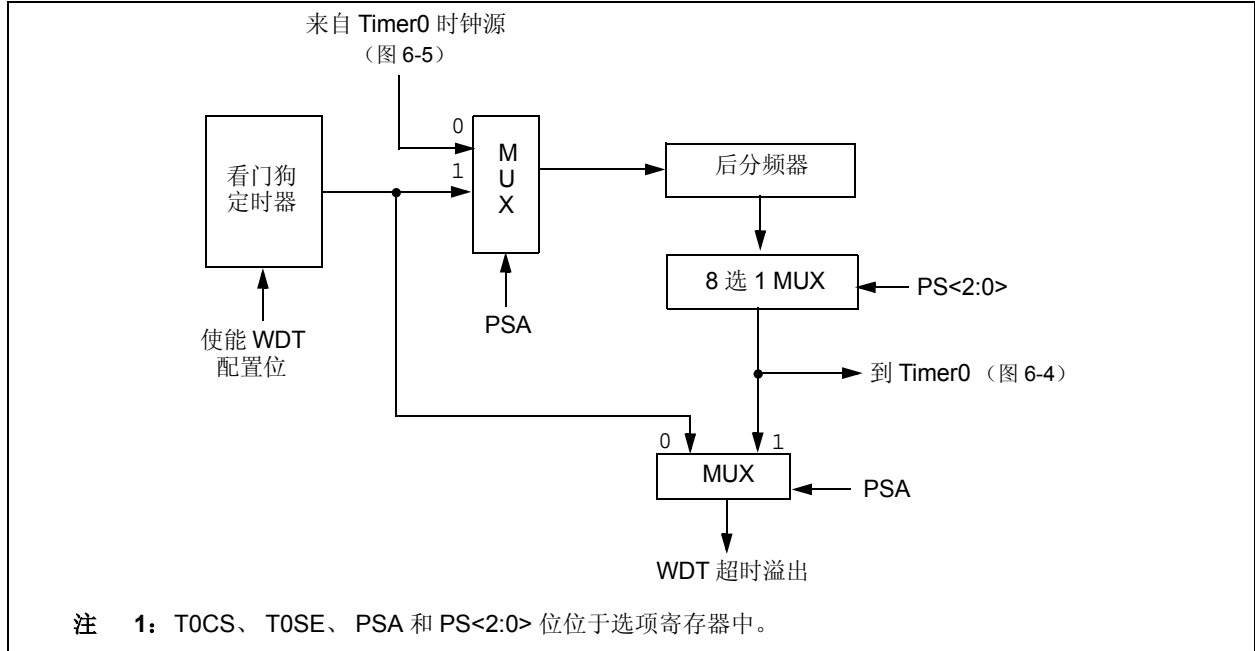 来自 Timer0 时钟源
（图 6-5）
0
1
M
U
X
看门狗
定时器
后分频器
8 选 1 MUX
PS<2:0>
PSA
使能 WDT
配置位
到 Timer0 （图 6-4）
0
1
MUX
PSA
WDT 超时溢出
注 1： T0CS、 T0SE、 PSA 和 PS<2:0> 位位于选项寄存器中。